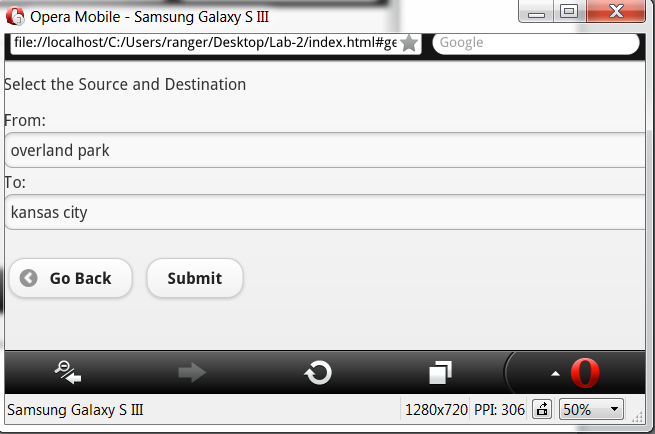 Opera Mobile - Samsung Galaxy S III
file://localhost/C:/Users/ranger/Desktop/Lab-2/index.html#ge
Google
Select the Source and Destination
From:
overland park
To:
kansas city
Go Back Submit
Samsung Galaxy S III 1280x720 PPI: 306 50%